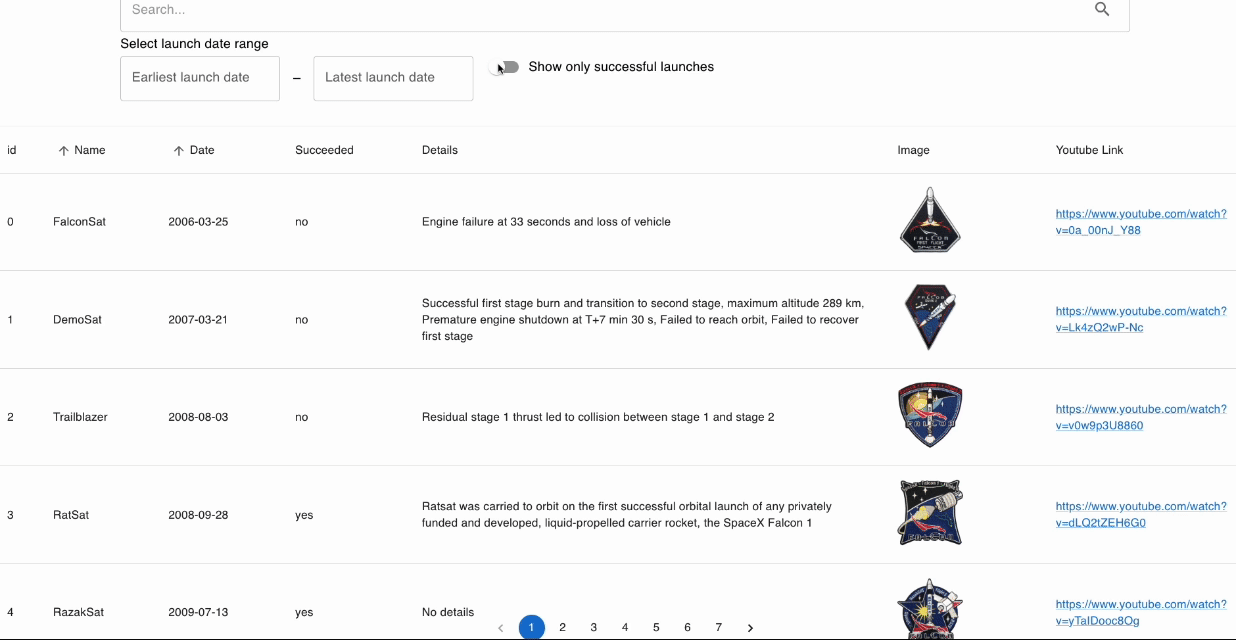 Search...
Select launch date range
Earliest launch date – Latest launch date Show only successful launches
id Name Date Succeeded Details Image Youtube Link
0 FalconSat 2006-03-25 no Engine failure at 33 seconds and loss of vehicle
FALCON
FIRST FLIGHT
SPACEX
https://www.youtube.com/watch?
v=0a_00nJ_Y88
1 DemoSat 2007-03-21 no
Successful first stage burn and transition to second stage, maximum altitude 289 km,
Premature engine shutdown at T+7 min 30 s, Failed to reach orbit, Failed to recover
first stage
FALCON
https://www.youtube.com/watch?
v=Lk4zQ2wP-Nc
2 Trailblazer 2008-08-03 no Residual stage 1 thrust led to collision between stage 1 and stage 2
FALCON
https://www.youtube.com/watch?
v=v0w9p3U8860
3 RatSat 2008-09-28 yes
Ratsat was carried to orbit on the first successful orbital launch of any privately
funded and developed, liquid-propelled carrier rocket, the SpaceX Falcon 1
FALCON
https://www.youtube.com/watch?
v=dLQ2tZEH6G0
4 RazakSat 2009-07-13 yes No details
https://www.youtube.com/watch?
v=yTaIDooc8Og
1 2 3 4 5 6 7